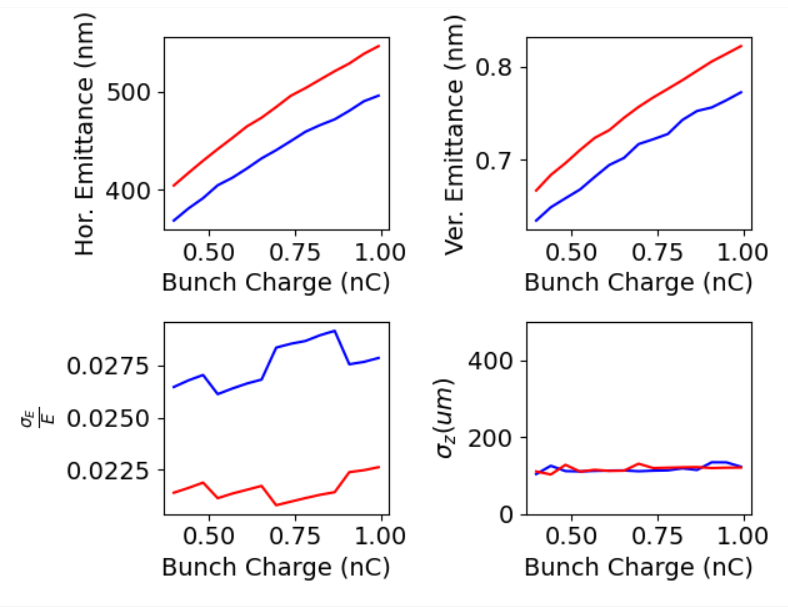 Hor. Emittance (nm)
500
400
0.50 0.75 1.00
Bunch Charge (nC)
Ver. Emittance (nm)
0.8
0.7
0.50 0.75 1.00
Bunch Charge (nC)
σE/E
0.0275
0.0250
0.0225
0.50 0.75 1.00
Bunch Charge (nC)
σz(um)
400
200
0
0.50 0.75 1.00
Bunch Charge (nC)